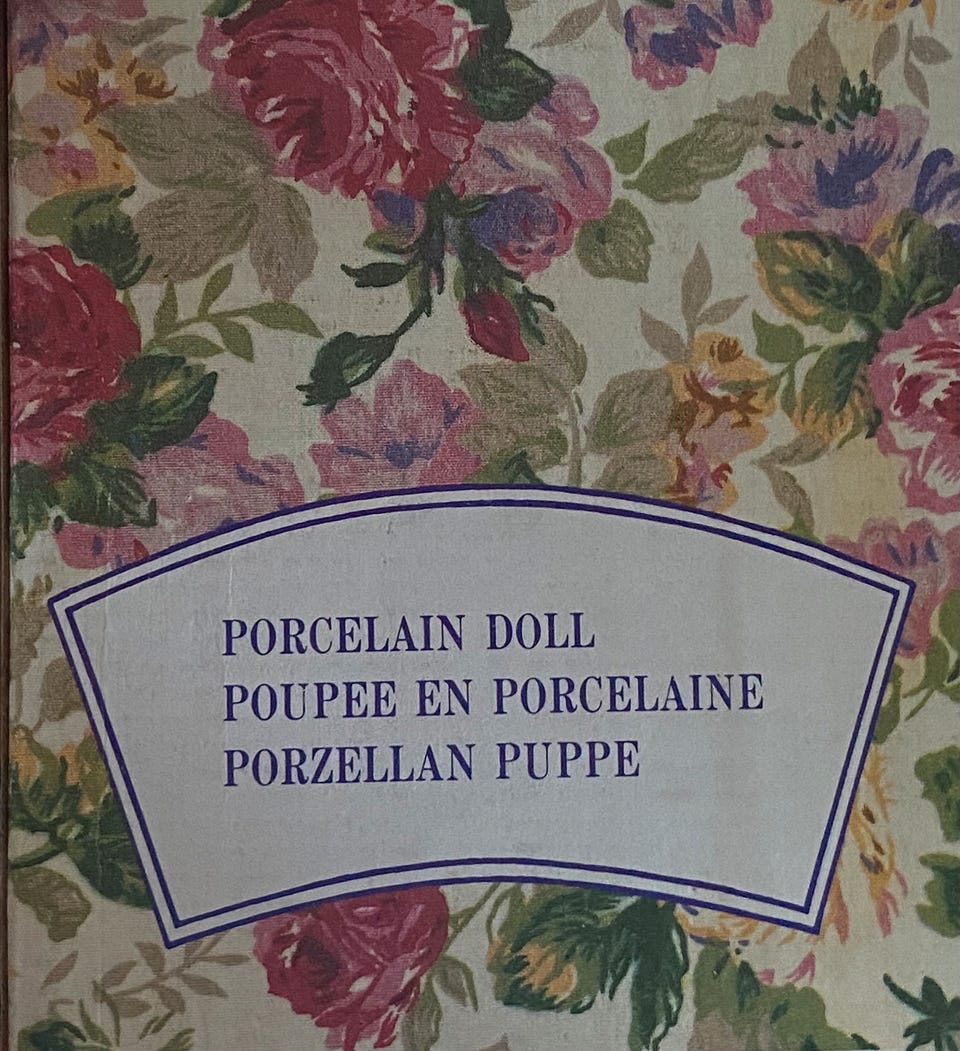 PORCELAIN DOLL
POUPEE EN PORCELAINE
PORZELLAN PUPPE